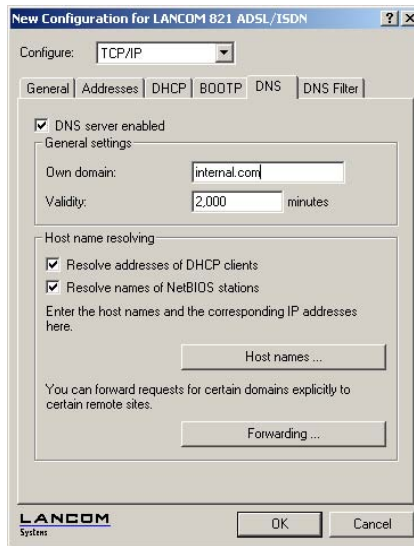 New Configuration for LANCOM 821 ADSL/ISDN
Configure: TCP/IP
General Addresses DHCP BOOTP DNS DNS Filter
DNS server enabled
General settings
Own domain: internal.com
Validity: 2,000 minutes
Host name resolving
Resolve addresses of DHCP clients
Resolve names of NetBIOS stations
Enter the host names and the corresponding IP addresses
here.
Host names ...
You can forward requests for certain domains explicitly to
certain remote sites.
Forwarding ...
LANCOM
Systems
OK Cancel